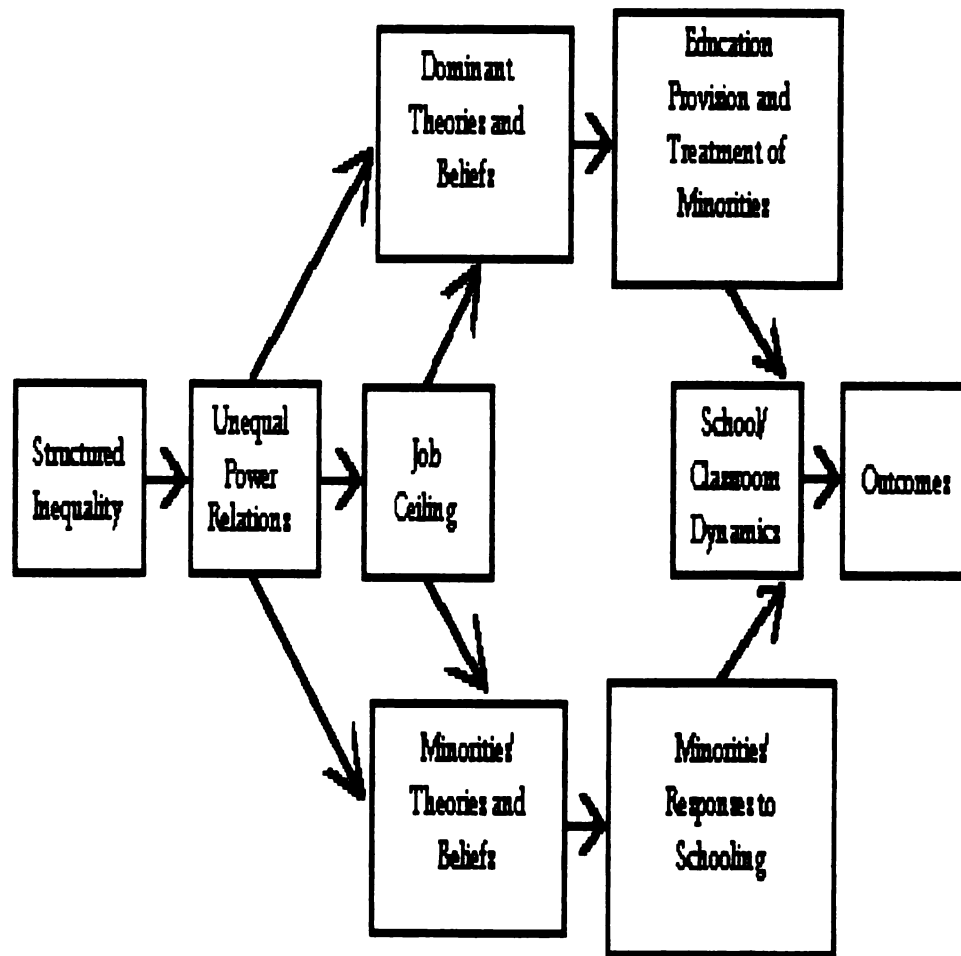 Dominant
Theories and
Beliefs
Education
Provision and
Treatment of
Minorities
Structured
Inequality
Unequal
Power
Relations
Job
Ceiling
School/
Classroom
Dynamics
Outcomes
Minorities'
Theories and
Beliefs
Minorities'
Responses to
Schooling